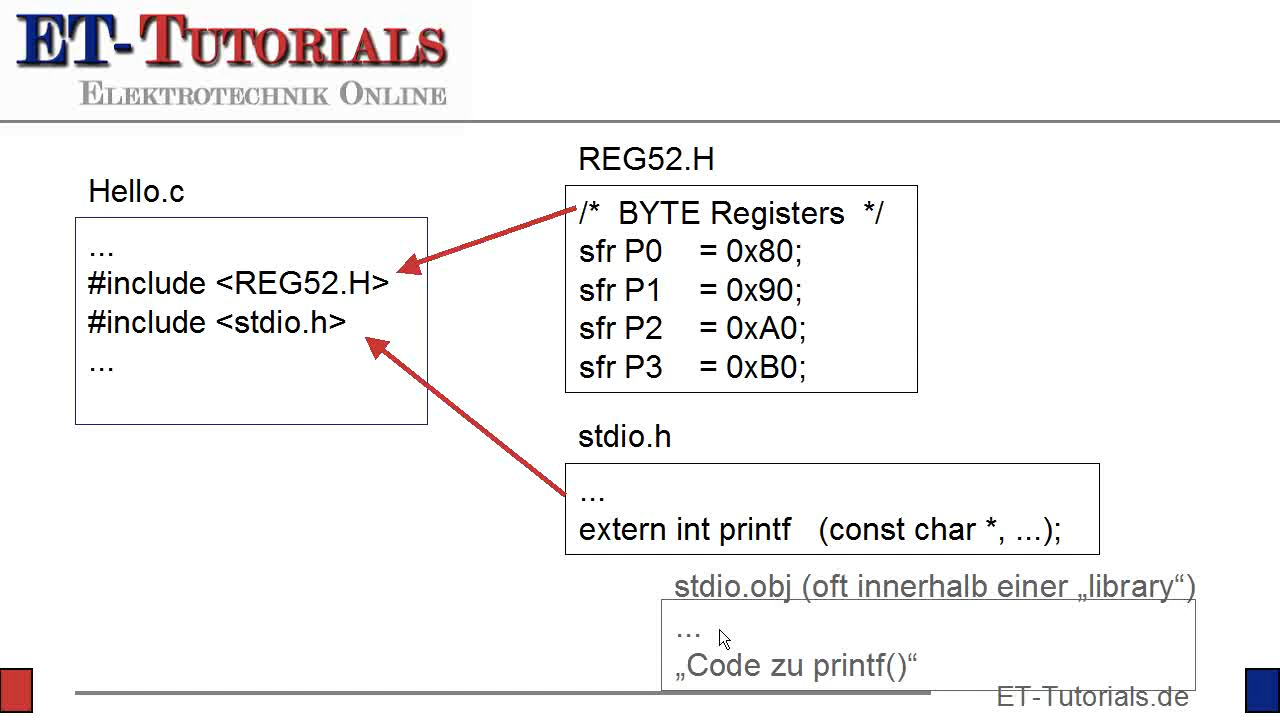 ET-TUTORIALS
ELEKTROTECHNIK ONLINE
Hello.c
...
#include <REG52.H>
#include <stdio.h>
...
REG52.H
/*  BYTE Registers  */
sfr P0    = 0x80;
sfr P1    = 0x90;
sfr P2    = 0xA0;
sfr P3    = 0xB0;
stdio.h
...
extern int printf   (const char *, ...);
stdio.obj (oft innerhalb einer „library“)
...
„Code zu printf()“
ET-Tutorials.de